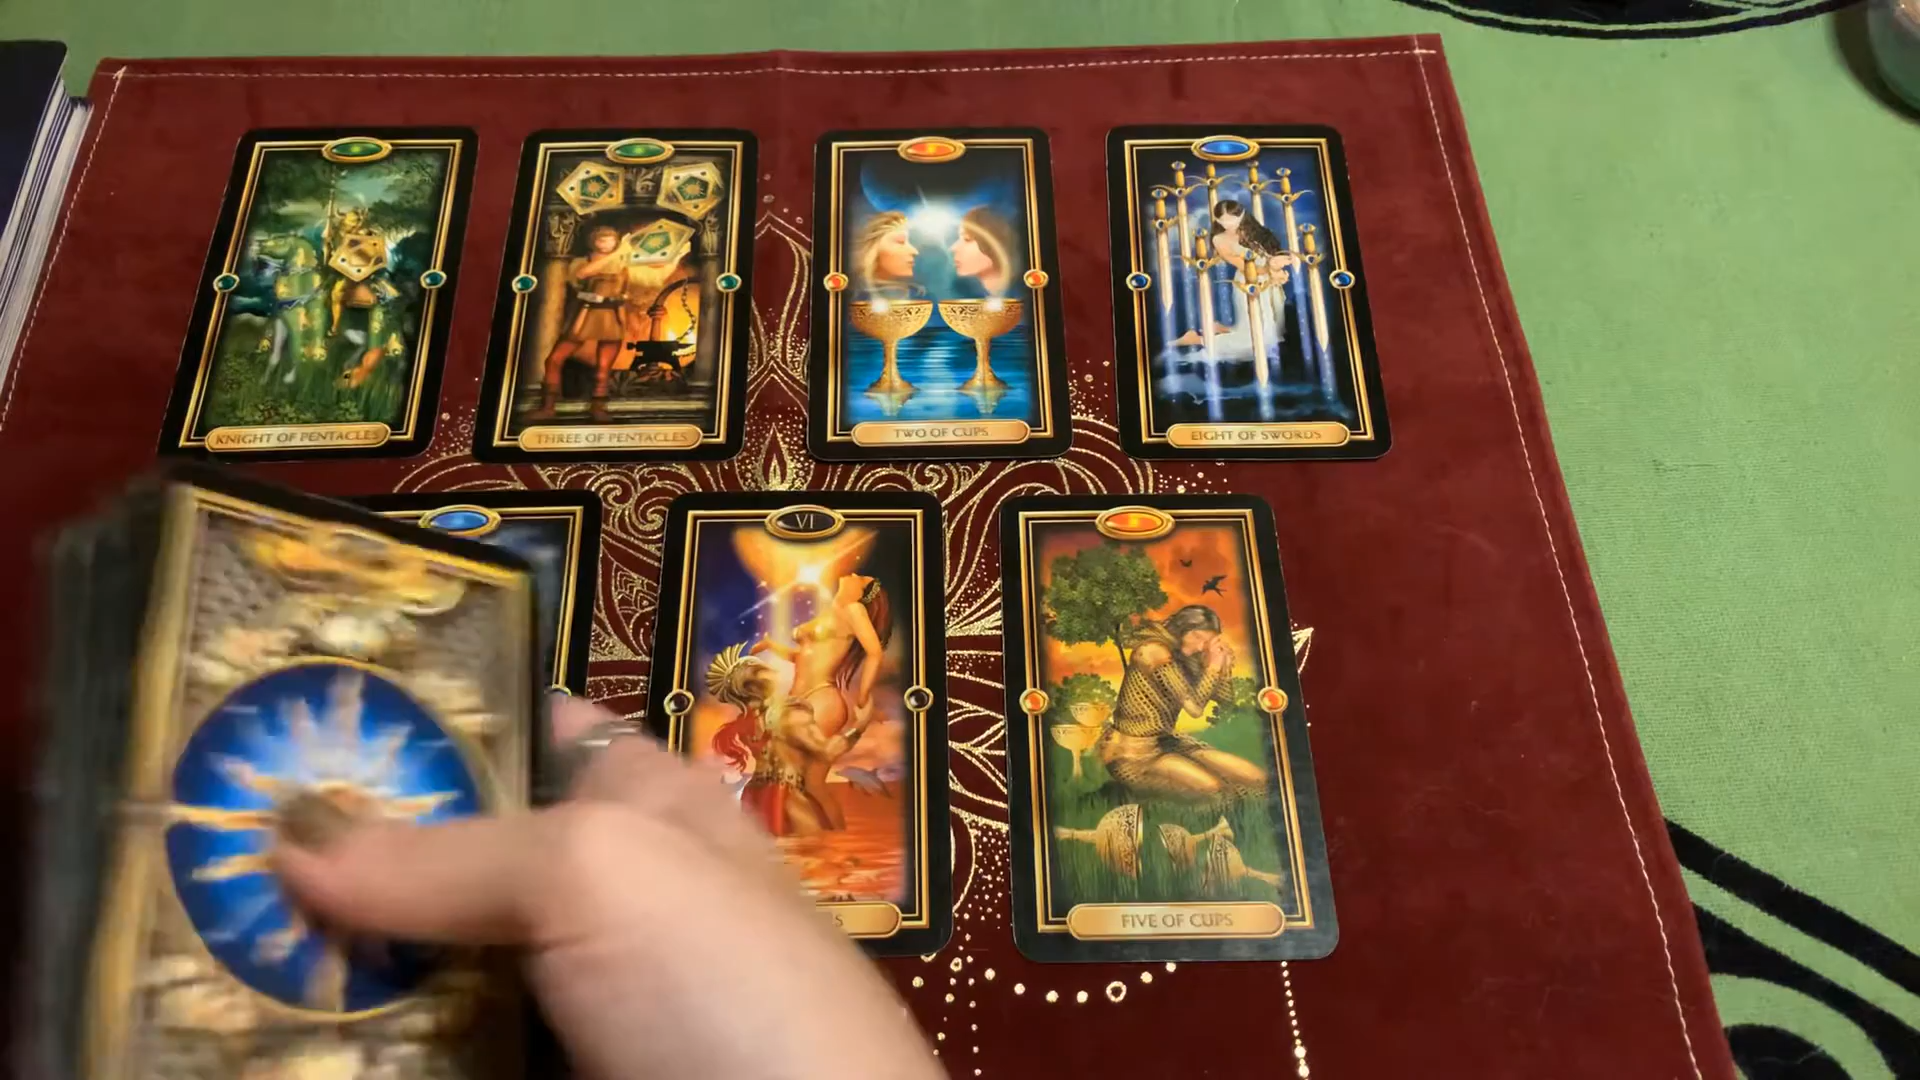 KNIGHT OF PENTACLES
THREE OF PENTACLES
TWO OF CUPS
EIGHT OF SWORDS
VI
FIVE OF CUPS